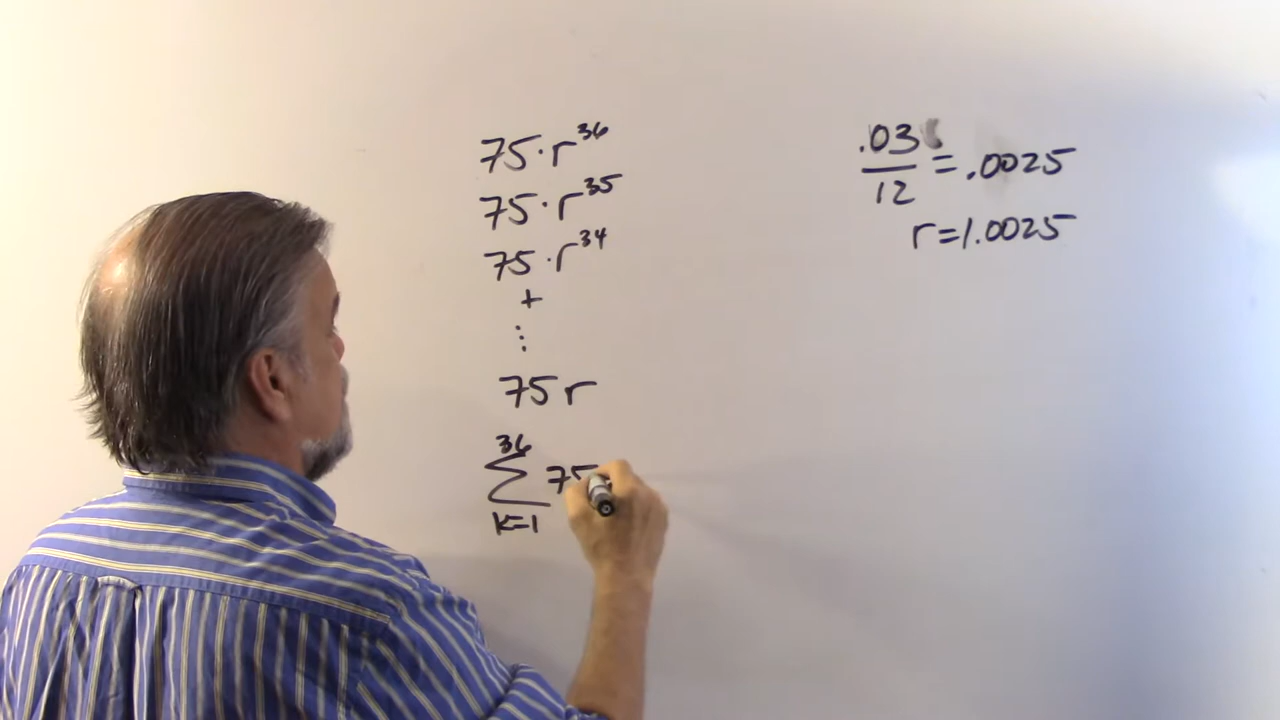 75·r³⁶
75·r³⁵
75·r³⁴
+
⋮
75r
36
∑ 75
k=1
.03
— = .0025
12
r=1.0025